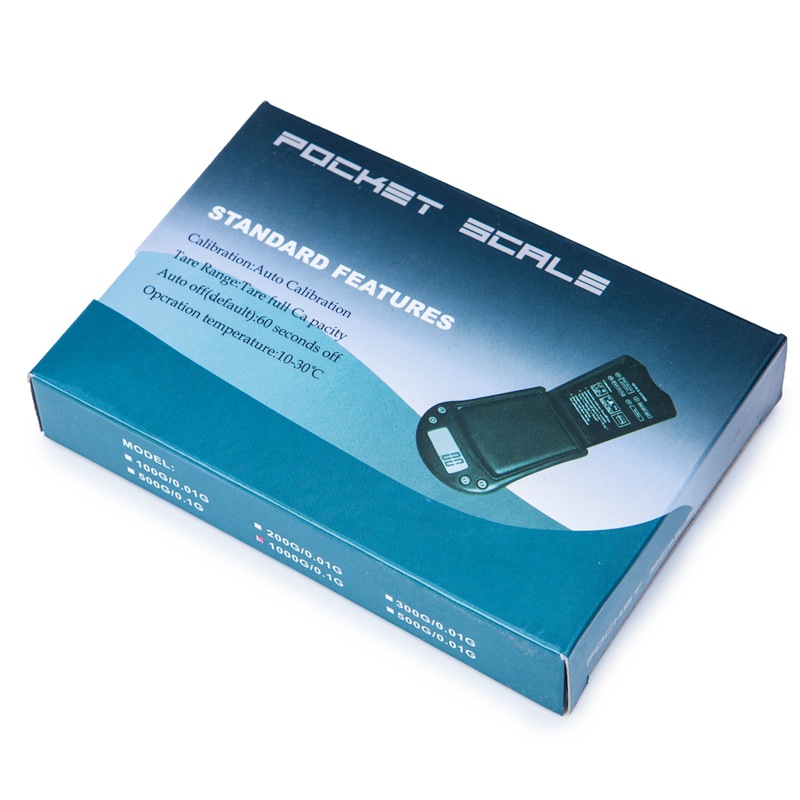 POCKET SCALE
STANDARD FEATURES
Calibration:Auto Calibration
Tare Range:Tare full Ca pacity
Auto off(default):60 seconds off
Opcration temperature:10-30℃
00
MODEL:
100G/0.01G
500G/0.1G
200G/0.01G
1000G/0.1G
300G/0.01G
500G/0.01G
POCKET SCALE